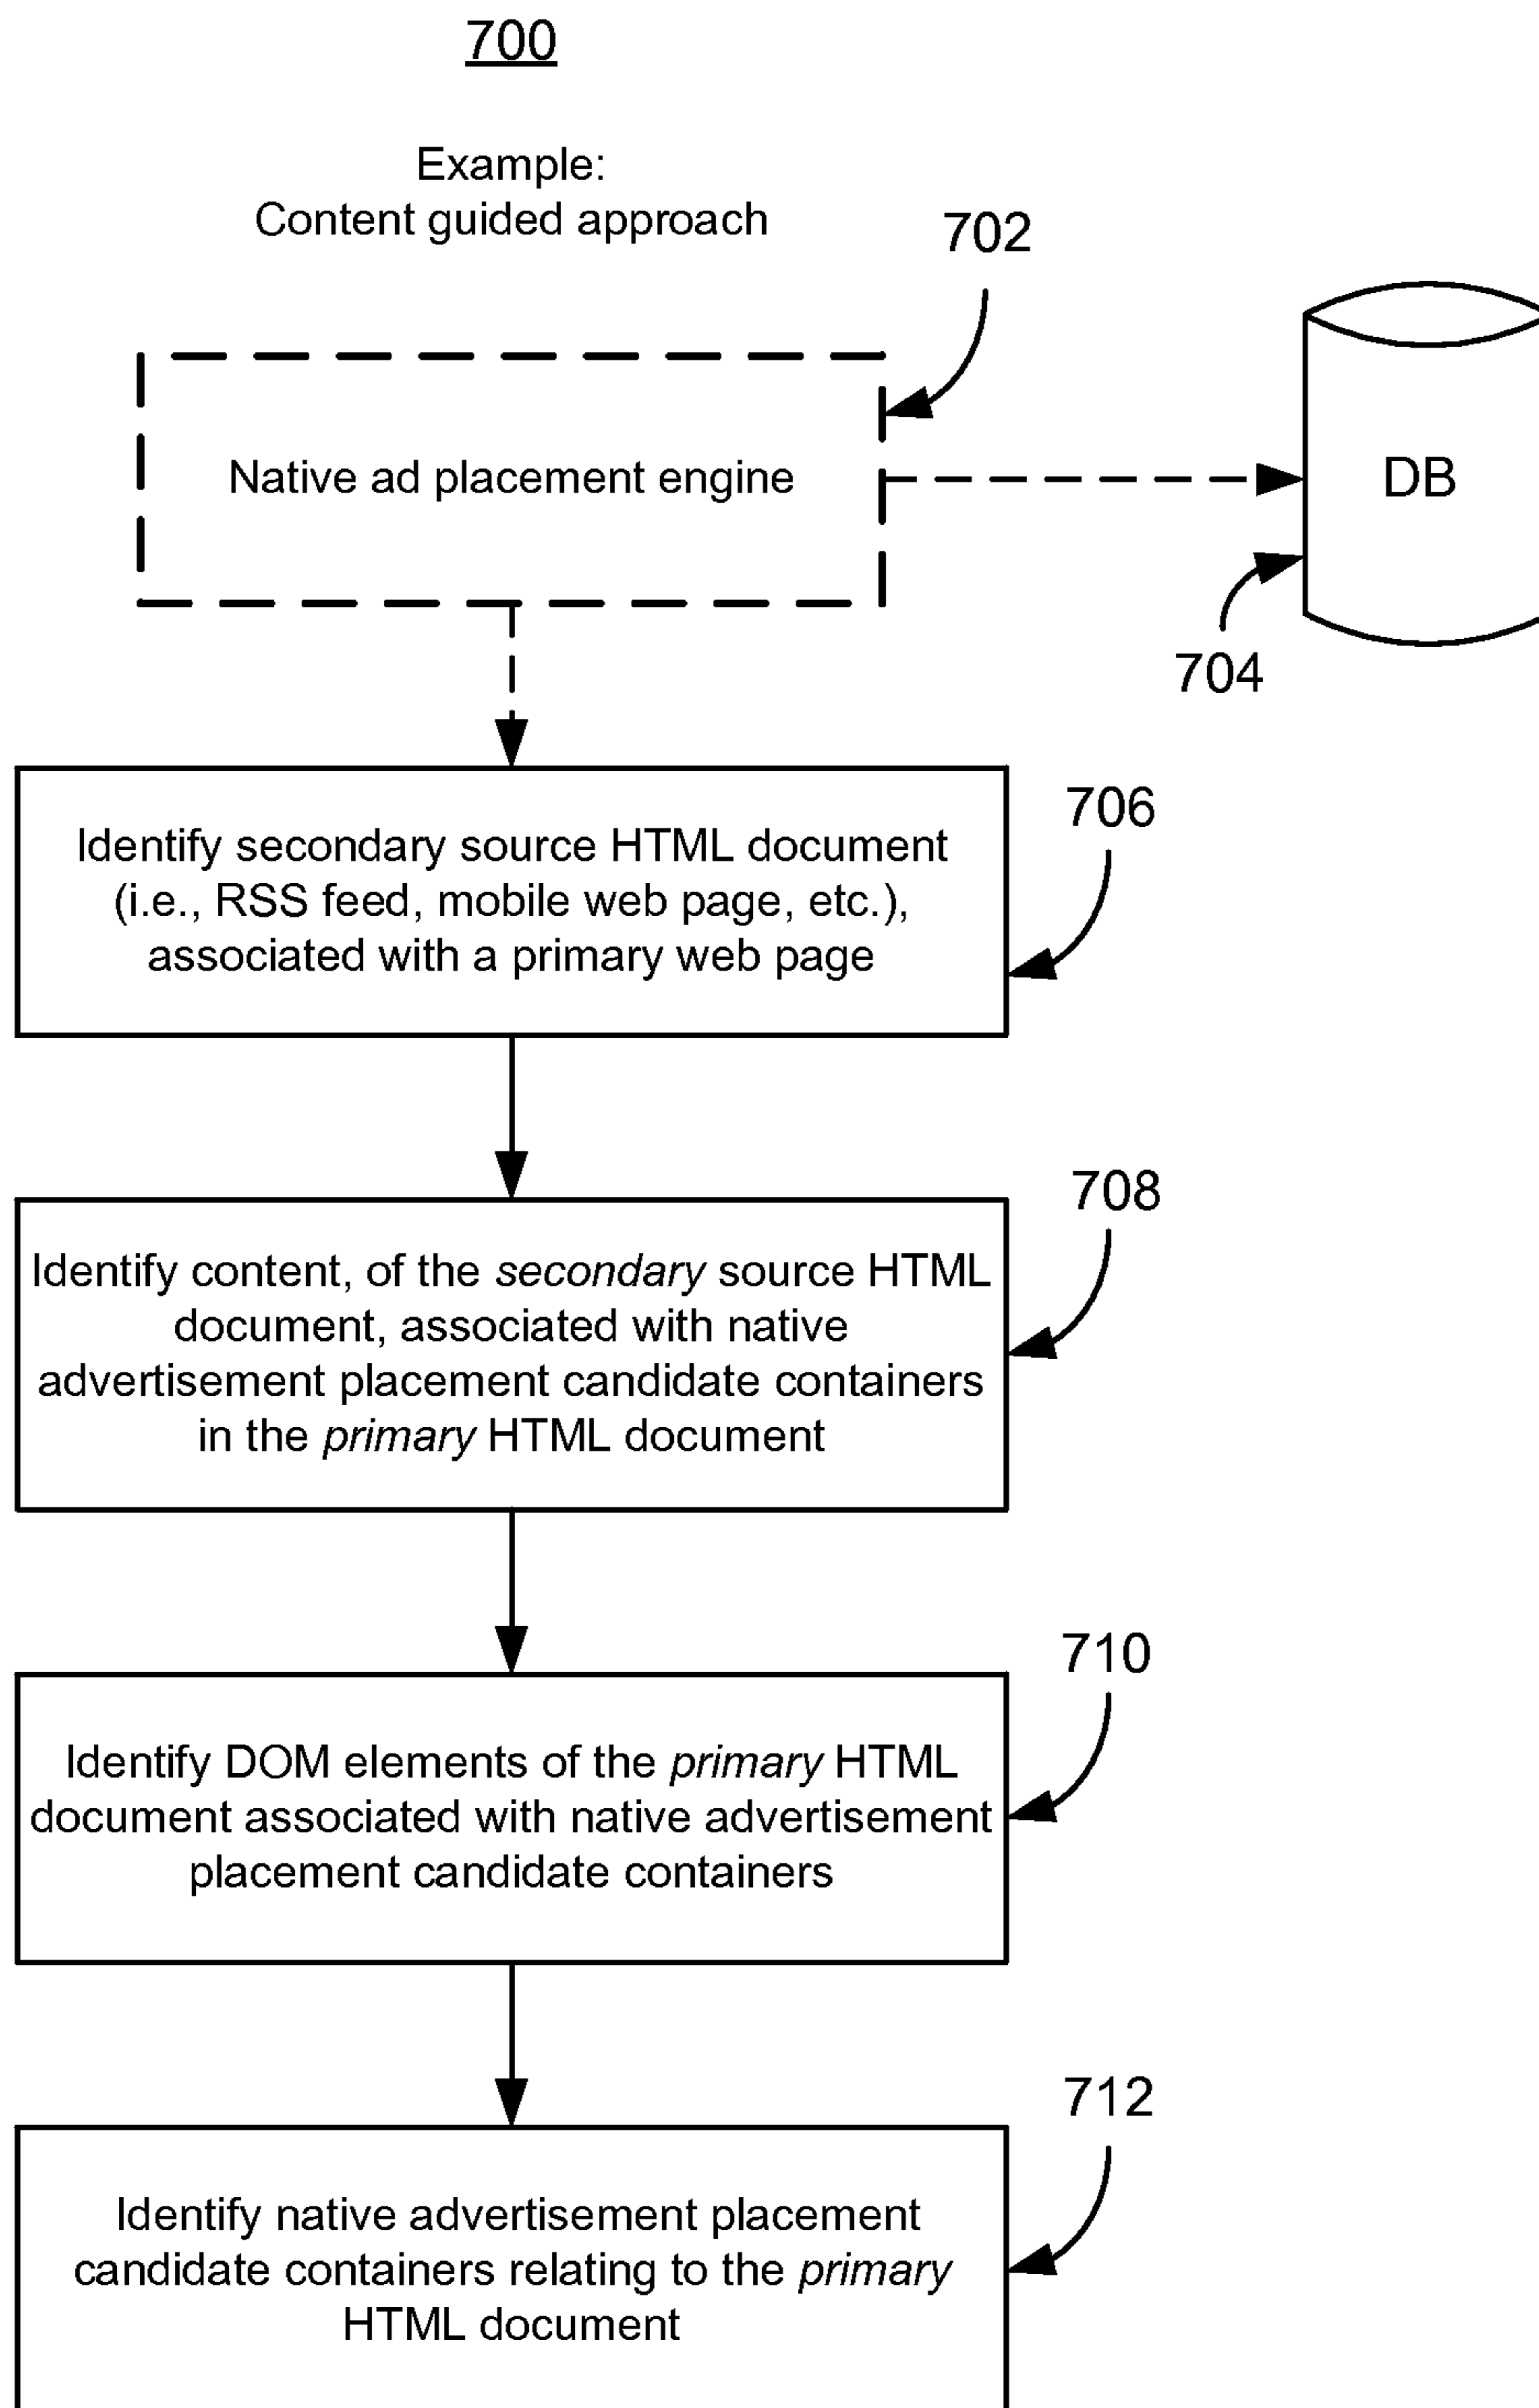 700
Example:
Content guided approach
702
Native ad placement engine
DB
704
706
Identify secondary source HTML document
(i.e., RSS feed, mobile web page, etc.),
associated with a primary web page
708
Identify content, of the secondary source HTML
document, associated with native
advertisement placement candidate containers
in the primary HTML document
710
Identify DOM elements of the primary HTML
document associated with native advertisement
placement candidate containers
712
Identify native advertisement placement
candidate containers relating to the primary
HTML document